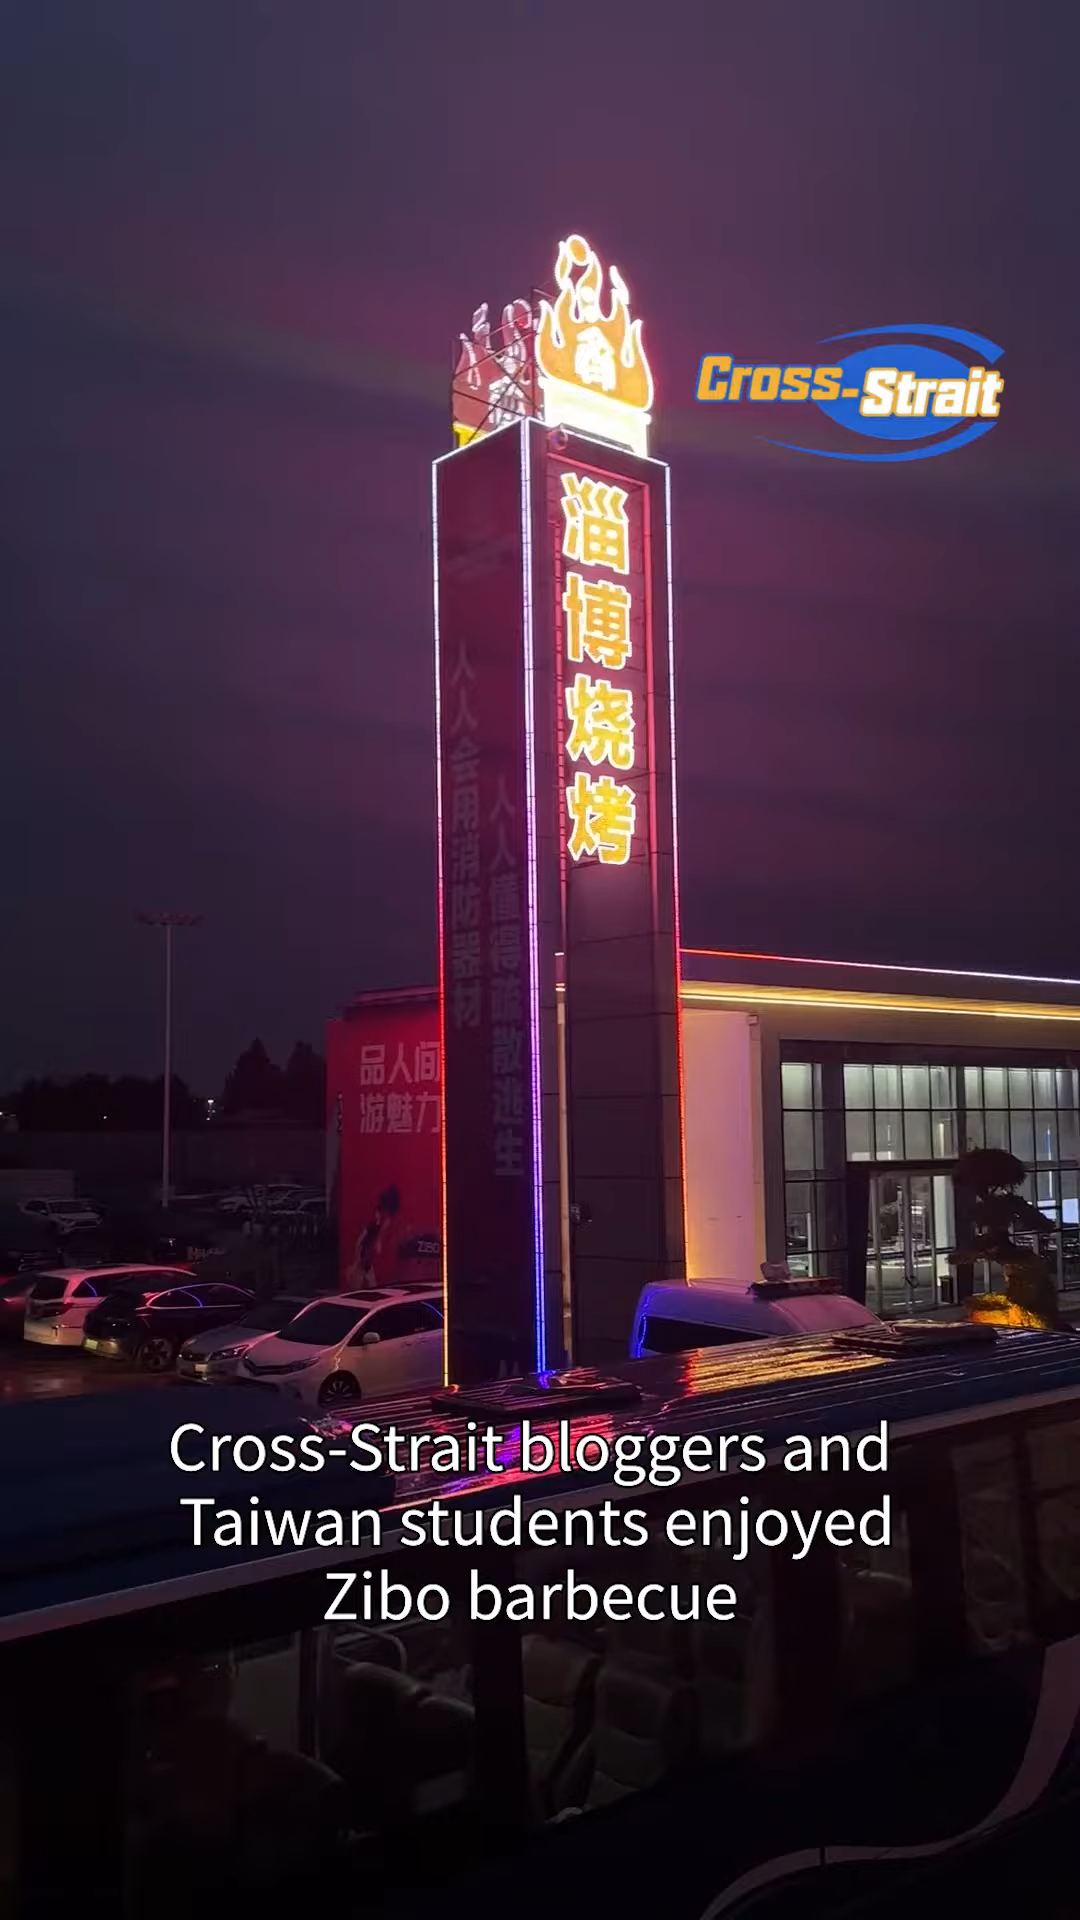 Cross-Strait
淄博烧烤
人人会用消防器材
人人懂得疏散逃生
品人间
游魅力
ZIBO
Cross-Strait bloggers and
Taiwan students enjoyed
Zibo barbecue